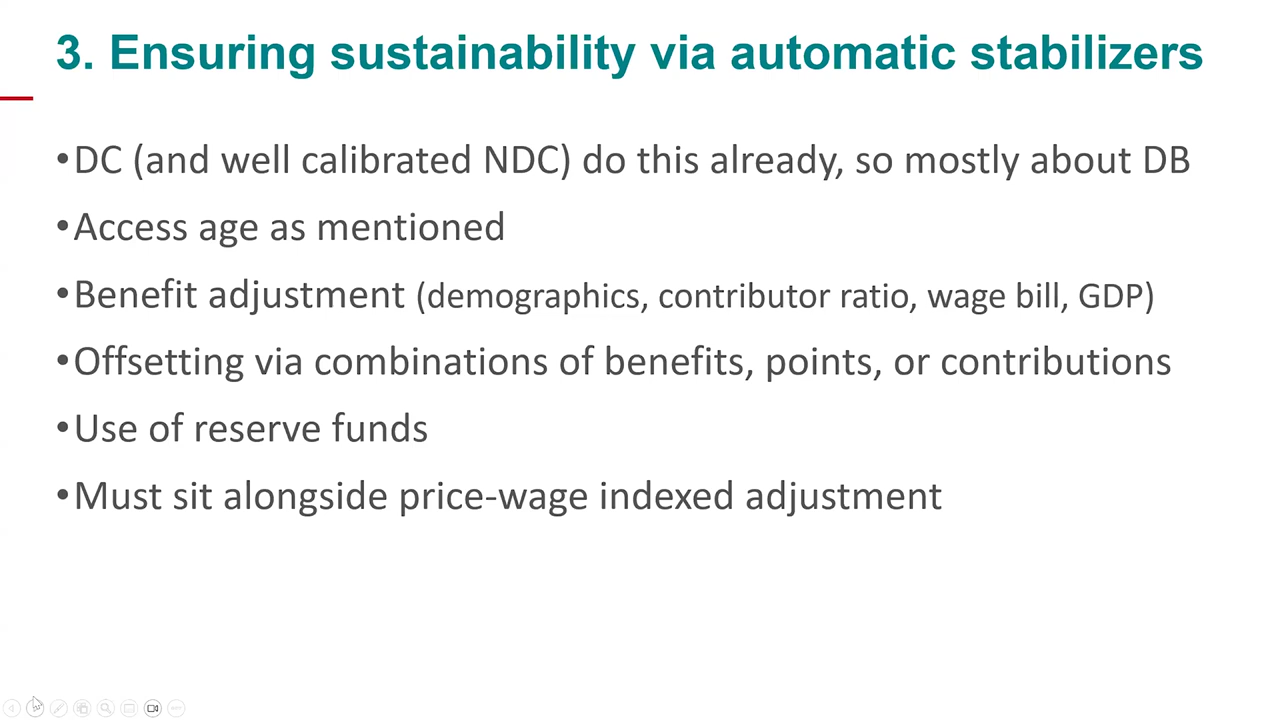 3. Ensuring sustainability via automatic stabilizers
•DC (and well calibrated NDC) do this already, so mostly about DB
•Access age as mentioned
•Benefit adjustment (demographics, contributor ratio, wage bill, GDP)
•Offsetting via combinations of benefits, points, or contributions
•Use of reserve funds
•Must sit alongside price-wage indexed adjustment